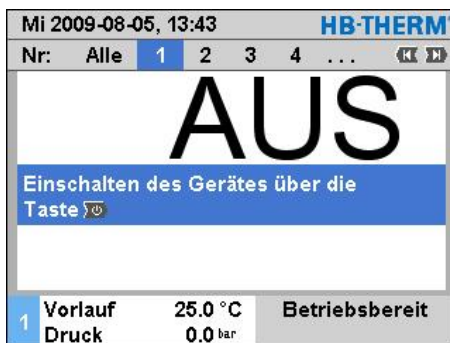 Mi 2009-08-05, 13:43 HB-THERM
Nr: Alle 1 2 3 4 ...
AUS
Einschalten des Gerätes über die
Taste
1 Vorlauf 25.0 °C Betriebsbereit
Druck 0.0 bar